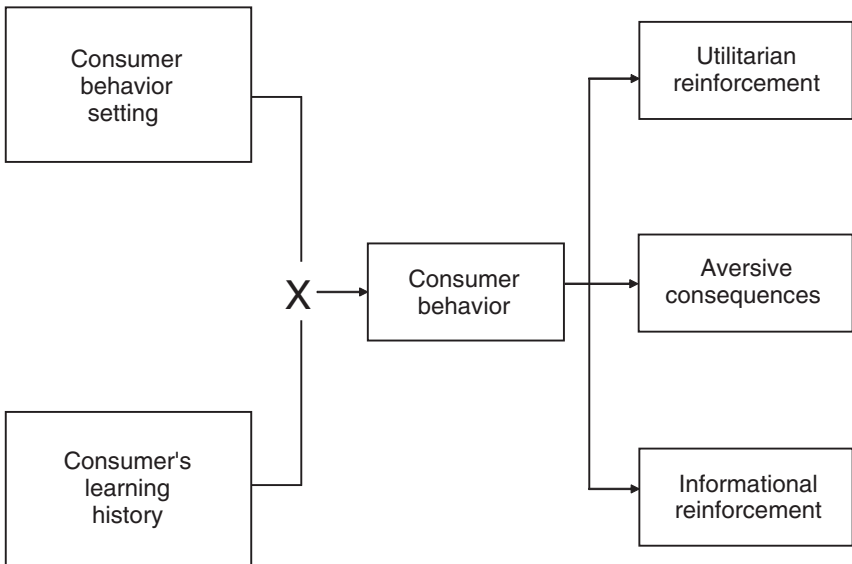 Consumer
behavior
setting
Consumer's
learning
history
X
Consumer
behavior
Utilitarian
reinforcement
Aversive
consequences
Informational
reinforcement